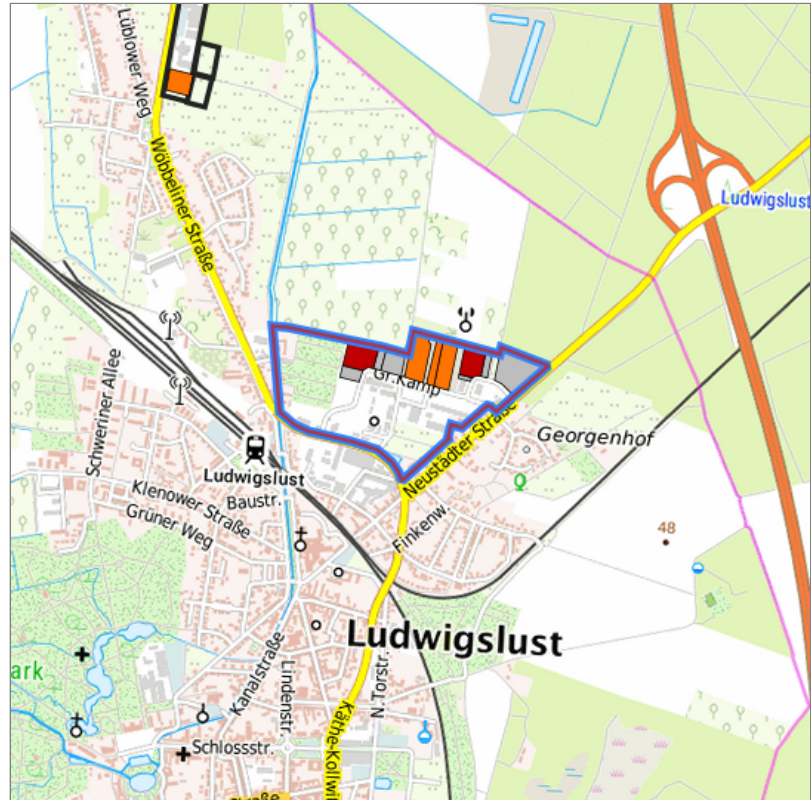 Lüblower Weg
Wöbbeliner Straße
Ludwigslust
Gr.Kamp
Schweriner Allee
Neustädter Straße
Georgenhof
Ludwigslust
Klenower Straße
Baustr.
Grüner Weg
Finkenw.
48
Ludwigslust
ark
Kanalstraße
Lindenstr.
N.Torstr.
Käthe-Kollwi
Schlossstr.
straße